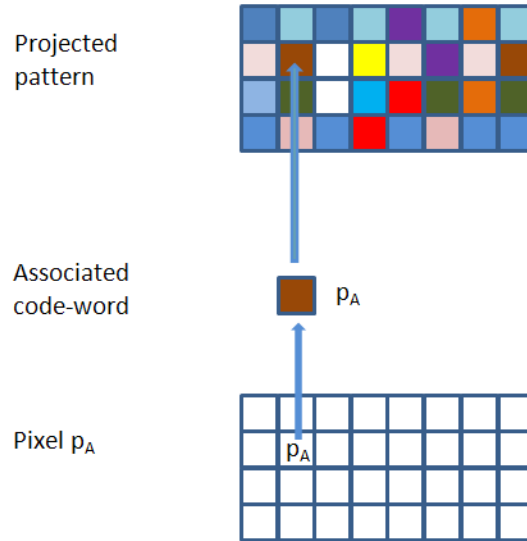 Projected
pattern
Associated
code-word
pA
Pixel pA
pA